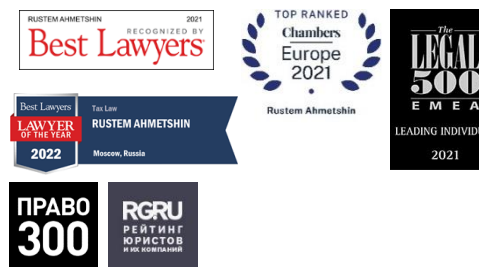 RUSTEM AHMETSHIN 2021
RECOGNIZED BY
Best Lawyers
TOP RANKED
Chambers
Europe
2021
Rustem Ahmetshin
The
LEGAL
500
EMEA
LEADING INDIVIDU
2021
Best Lawyers
LAWYER
OF THE YEAR
2022
Tax Law
RUSTEM AHMETSHIN
Moscow, Russia
ПРАВО
300
RGRU
РЕЙТИНГ
ЮРИСТОВ
И ИХ КОМПАНИЙ